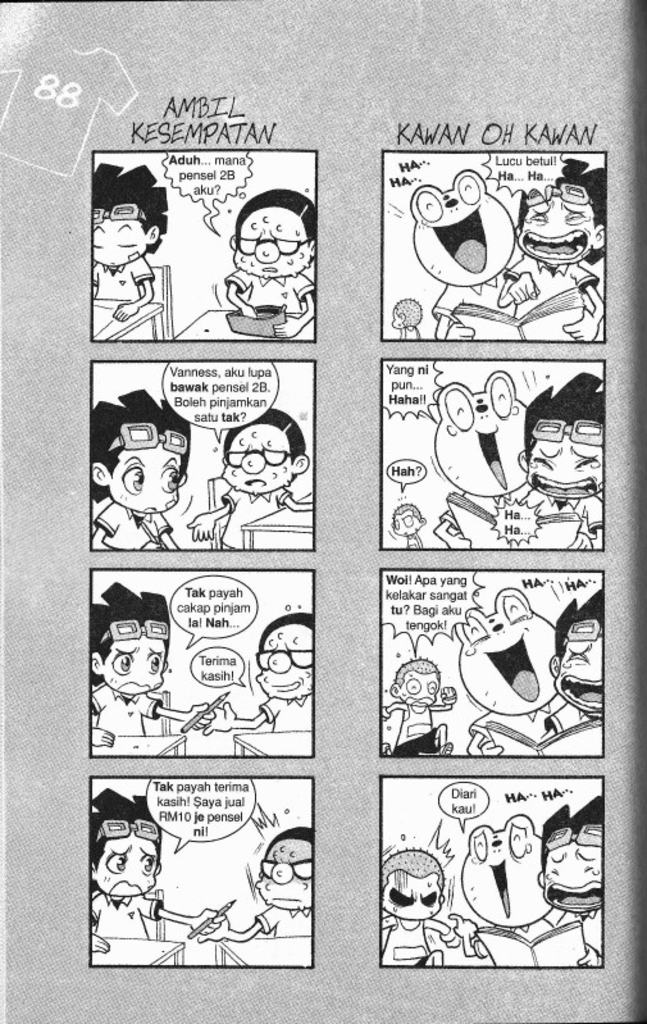 88
AMBIL
KESEMPATAN
Aduh... mana
pensel 2B
aku?
Vanness, aku lupa
bawak pensel 2B.
Boleh pinjamkan
satu tak?
Tak payah
cakap pinjam
la! Nah...
Terima
kasih!
Tak payah terima
kasih! Saya jual
RM10 je pensel
ni!
KAWAN OH KAWAN
HA...
HA...
Lucu betul!
Ha... Ha...
Yang ni
pun...
Haha!!
Hah?
Ha...
Ha...
Woi! Apa yang
kelakar sangat
tu? Bagi aku
tengok!
HA... HA...
Diari
kau!
HA... HA...